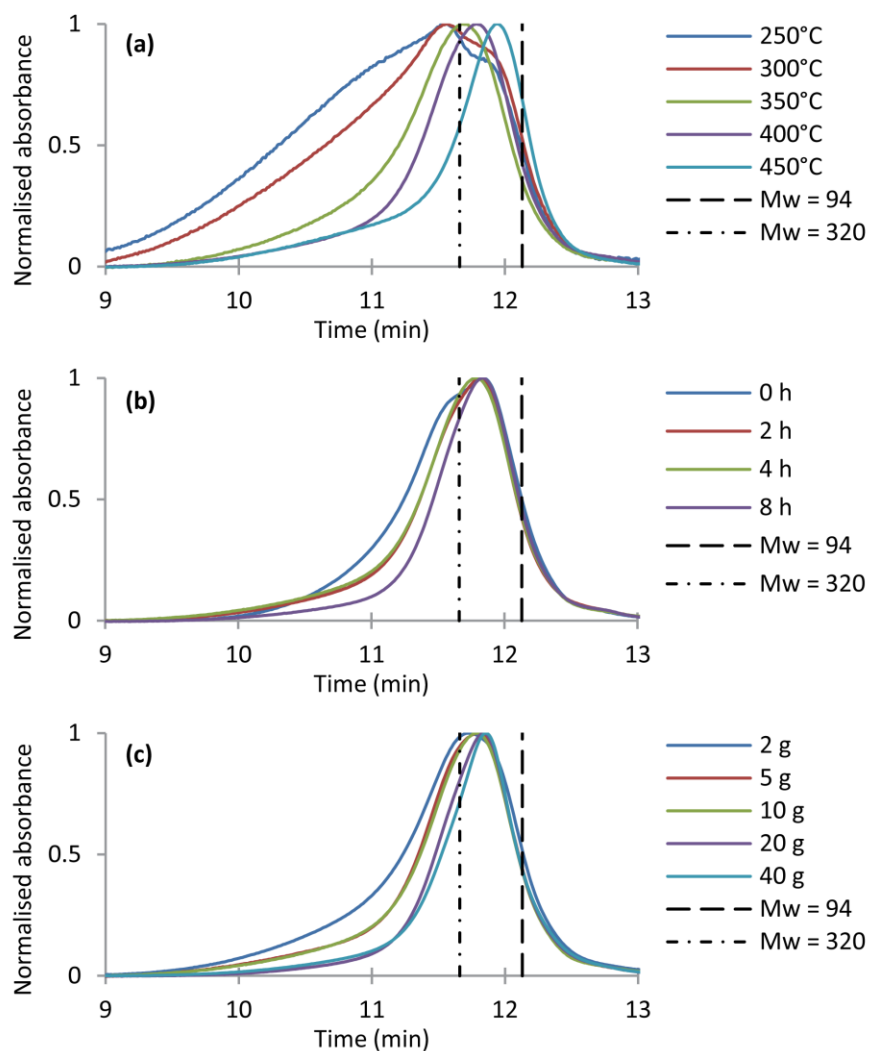 (a)
Normalised absorbance
1
0.5
0
9 10 11 12 13
Time (min)
250°C
300°C
350°C
400°C
450°C
Mw = 94
Mw = 320
(b)
Normalised absorbance
1
0.5
0
9 10 11 12 13
Time (min)
0 h
2 h
4 h
8 h
Mw = 94
Mw = 320
(c)
Normalised absorbance
1
0.5
0
9 10 11 12 13
Time (min)
2 g
5 g
10 g
20 g
40 g
Mw = 94
Mw = 320